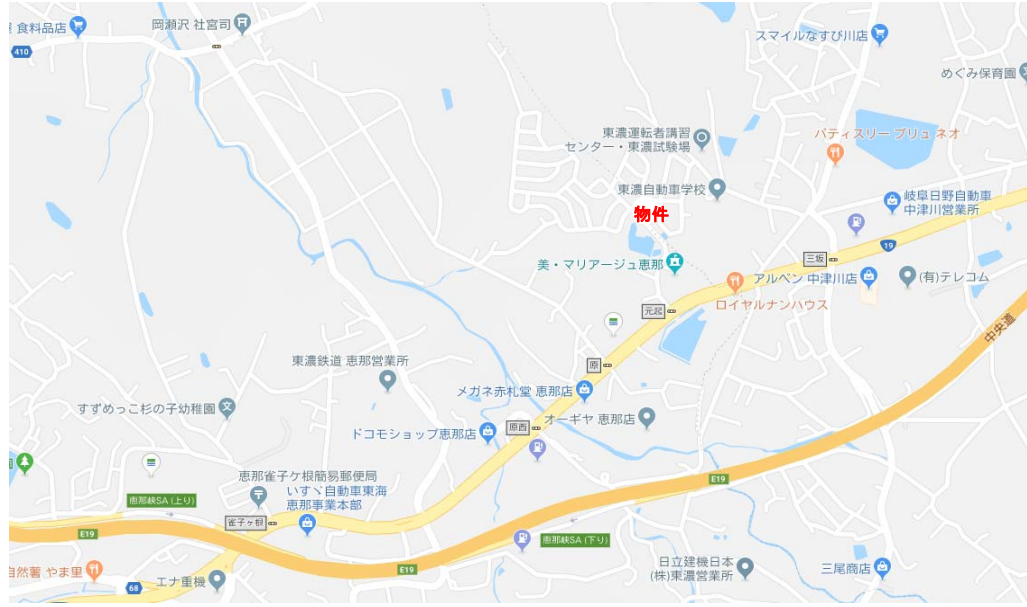 食料品店
岡瀬沢 社宮司
410
スマイルなすび川店
めぐみ保育園
東濃運転者講習
センター・東濃試験場
パティスリー ブリュ ネオ
東濃自動車学校
物件
岐阜日野自動車
中津川営業所
19
三坂
美・マリアージュ恵那
アルペン 中津川店
(有)テレコム
ロイヤルナンハウス
元起
中央道
原
東濃鉄道 恵那営業所
メガネ赤札堂 恵那店
すずめっこ杉の子幼稚園
オーギヤ 恵那店
ドコモショップ恵那店
原西
恵那雀子ケ根簡易郵便局
いすゞ自動車東海
恵那事業本部
E19
恵那峡SA (上り)
雀子ヶ根
E19
恵那峡SA (下り)
E19
自然薯 やま里
エナ重機
68
日立建機日本
(株)東濃営業所
三尾商店